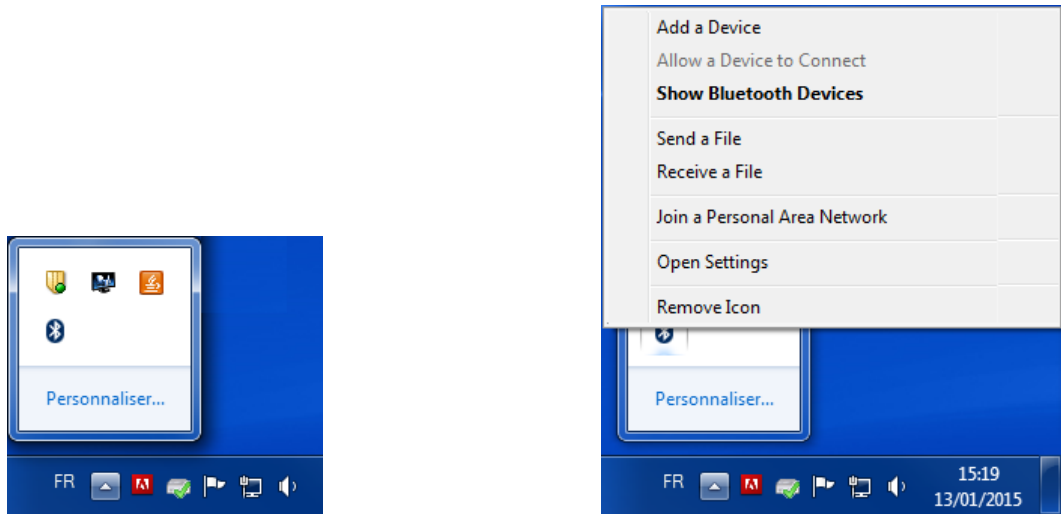 Personnaliser...
FR
Add a Device
Allow a Device to Connect
Show Bluetooth Devices
Send a File
Receive a File
Join a Personal Area Network
Open Settings
Remove Icon
Personnaliser...
FR
15:19
13/01/2015